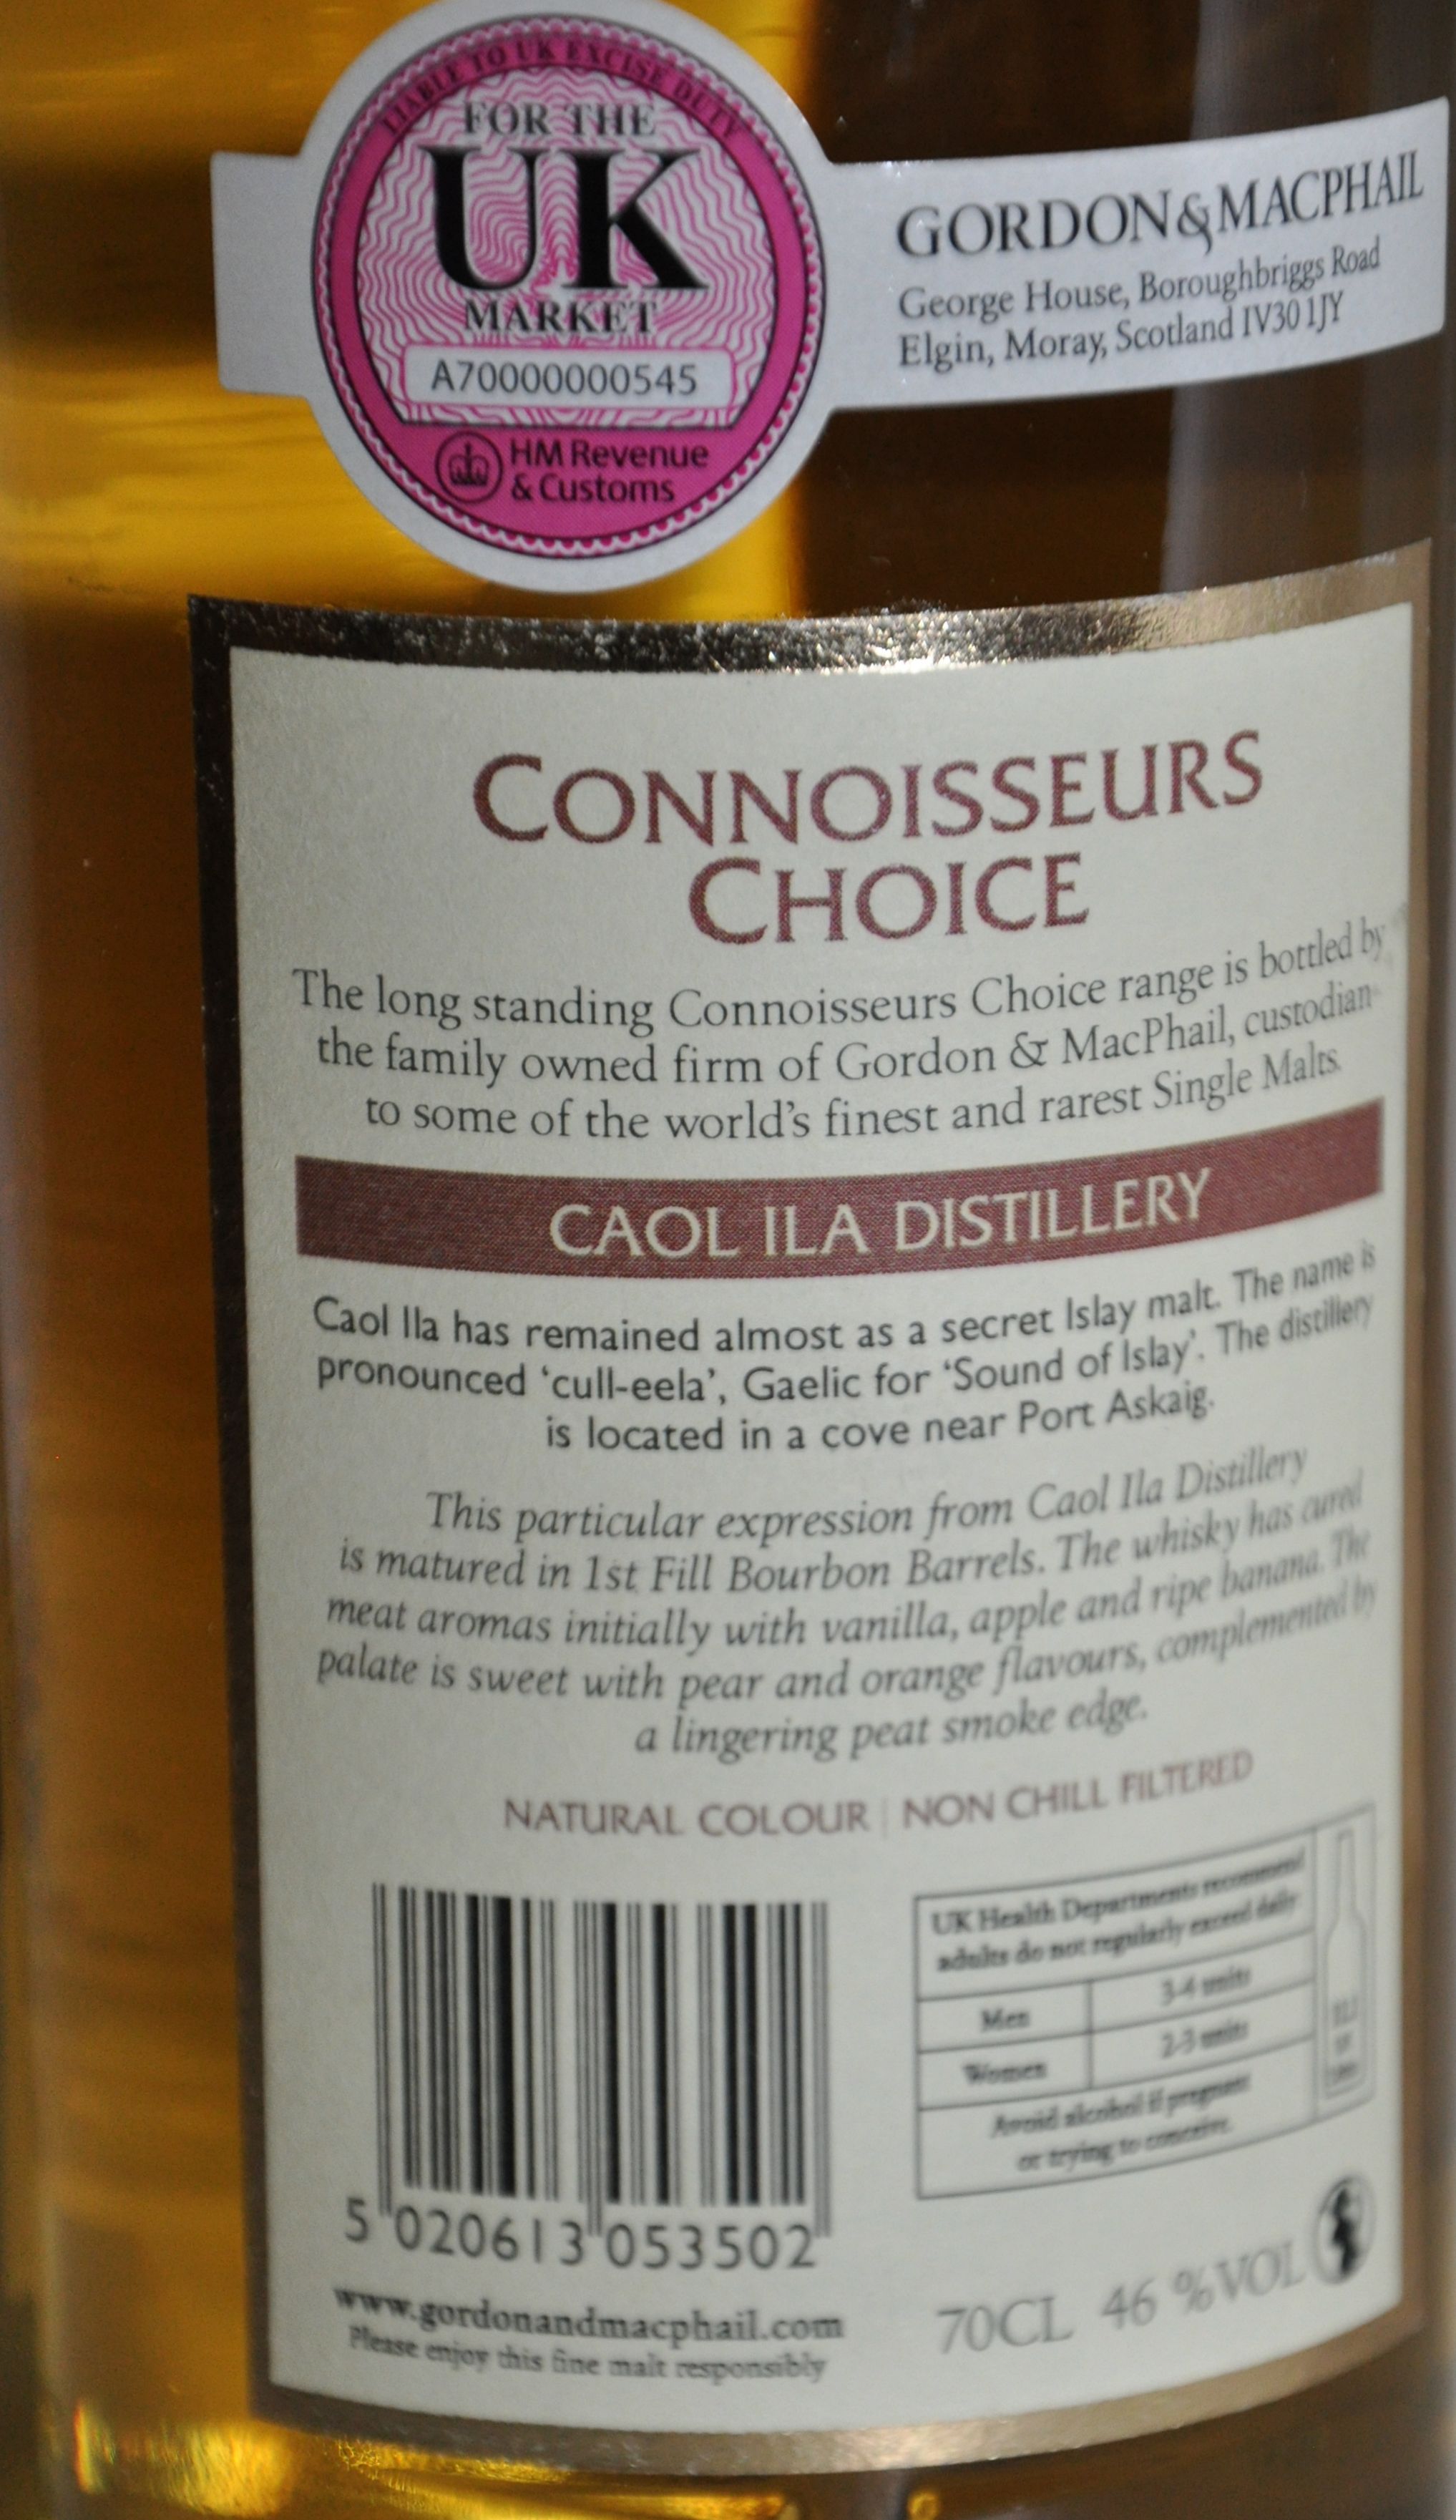 LIABLE TO UK EXCISE DUTY
FOR THE
UK
MARKET
A70000000545
HM Revenue
& Customs
GORDON&MACPHAIL
George House, Boroughbriggs Road
Elgin, Moray, Scotland IV30 1JY
CONNOISSEURS
CHOICE
The long standing Connoisseurs Choice range is bottled by
the family owned firm of Gordon & MacPhail, custodian
to some of the world's finest and rarest Single Malts.
CAOL ILA DISTILLERY
Caol Ila has remained almost as a secret Islay malt. The name is
pronounced ‘cull-eela’, Gaelic for ‘Sound of Islay’. The distillery
is located in a cove near Port Askaig.
This particular expression from Caol Ila Distillery
is matured in 1st Fill Bourbon Barrels. The whisky has cured
meat aromas initially with vanilla, apple and ripe banana. The
palate is sweet with pear and orange flavours, complemented by
a lingering peat smoke edge.
NATURAL COLOUR | NON CHILL FILTERED
UK Health Departments recommend
adults do not regularly exceed daily
Men 3-4 units
Women 2-3 units
Avoid alcohol if pregnant
or trying to conceive.
5 020613 053502
www.gordonandmacphail.com
Please enjoy this fine malt responsibly
70CL 46 %VOL